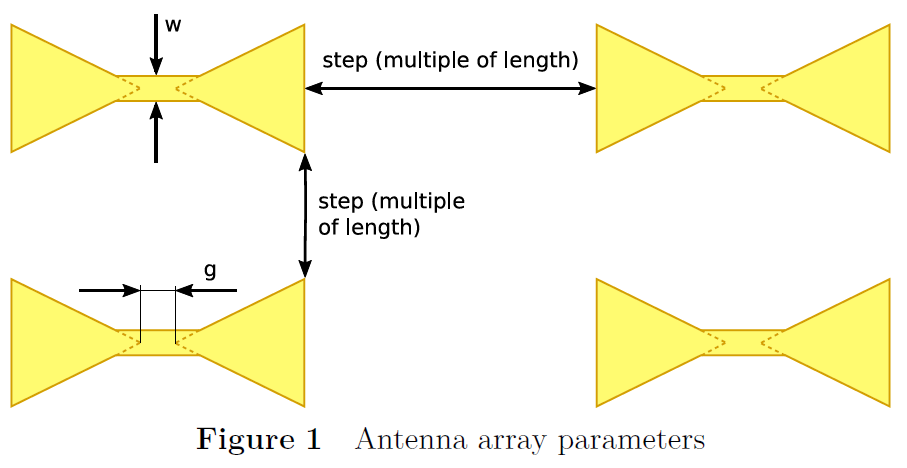 w
step (multiple of length)
step (multiple
of length)
g
Figure 1 Antenna array parameters